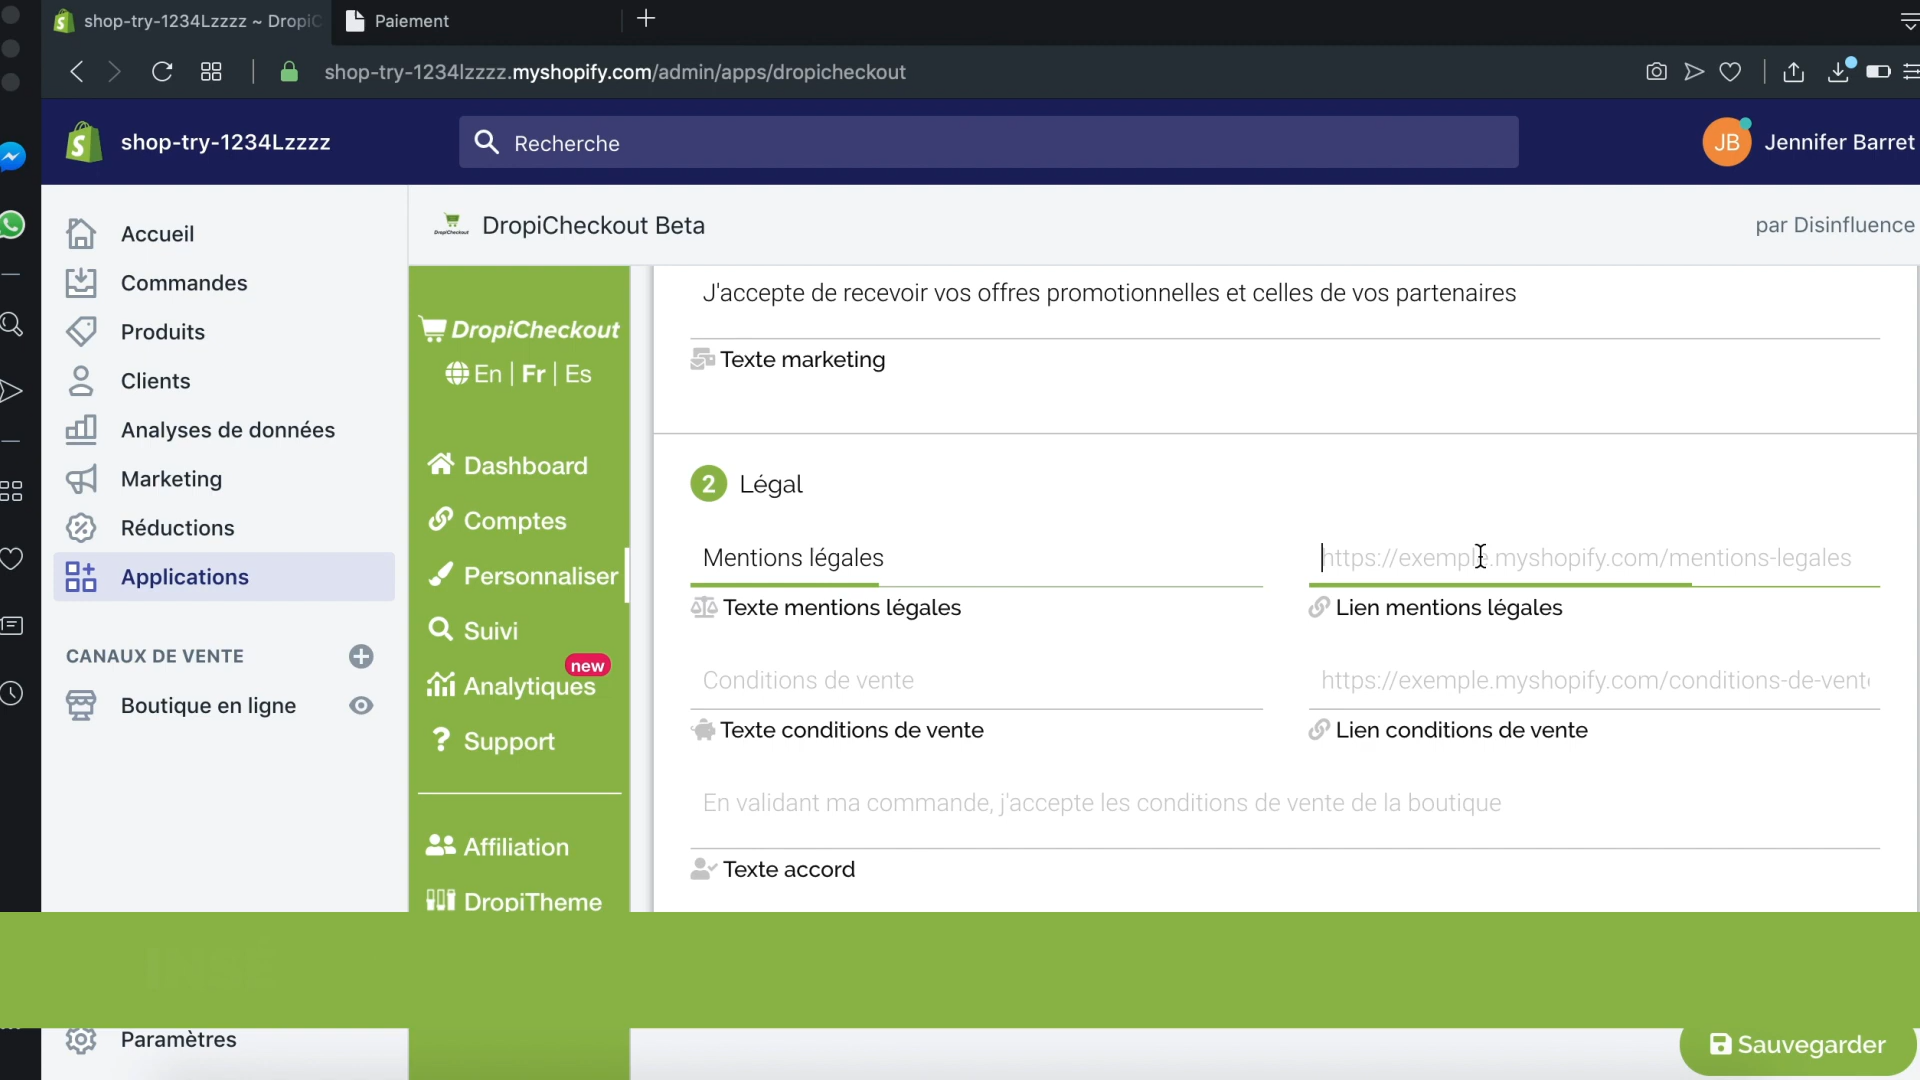 shop-try-1234Lzzzz ~ DropiC
Paiement
shop-try-1234lzzzz.myshopify.com/admin/apps/dropicheckout
shop-try-1234Lzzzz
Recherche
JB
Jennifer Barret
Accueil
Commandes
Produits
Clients
Analyses de données
Marketing
Réductions
Applications
CANAUX DE VENTE
Boutique en ligne
Paramètres
DropiCheckout
DropiCheckout Beta
par Disinfluence
DropiCheckout
En | Fr | Es
Dashboard
Comptes
Personnaliser
Suivi
new
Analytiques
? Support
Affiliation
DropiTheme
J'accepte de recevoir vos offres promotionnelles et celles de vos partenaires
Texte marketing
2 Légal
Mentions légales
https://exemple.myshopify.com/mentions-legales
Texte mentions légales
Lien mentions légales
Conditions de vente
https://exemple.myshopify.com/conditions-de-vente
Texte conditions de vente
Lien conditions de vente
En validant ma commande, j'accepte les conditions de vente de la boutique
Texte accord
Sauvegarder